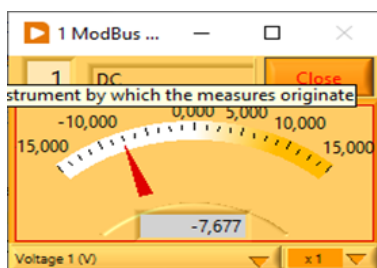 1 ModBus ...
1 DC Close
strument by which the measures originate
-10,000 0,000 5,000 10,000
15,000 15,000
-7,677
Voltage 1 (V) x 1